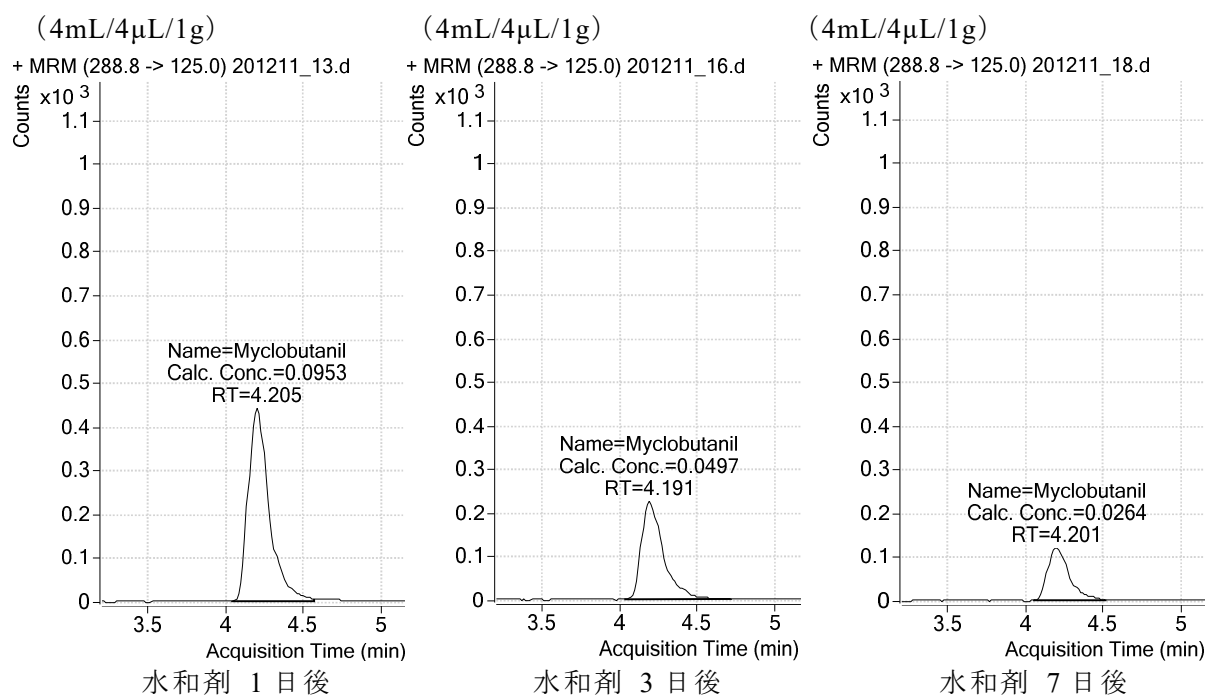 (4mL/4µL/1g)
+ MRM (288.8 -> 125.0) 201211_13.d
Counts
x10 3
1.1
1
0.9
0.8
0.7
0.6
0.5
0.4
0.3
0.2
0.1
0
Name=Myclobutanil
Calc. Conc.=0.0953
RT=4.205
3.5 4 4.5 5
Acquisition Time (min)
水和剤 1 日後
(4mL/4µL/1g)
+ MRM (288.8 -> 125.0) 201211_16.d
Counts
x10 3
1.1
1
0.9
0.8
0.7
0.6
0.5
0.4
0.3
0.2
0.1
0
Name=Myclobutanil
Calc. Conc.=0.0497
RT=4.191
3.5 4 4.5 5
Acquisition Time (min)
水和剤 3 日後
(4mL/4µL/1g)
+ MRM (288.8 -> 125.0) 201211_18.d
Counts
x10 3
1.1
1
0.9
0.8
0.7
0.6
0.5
0.4
0.3
0.2
0.1
0
Name=Myclobutanil
Calc. Conc.=0.0264
RT=4.201
3.5 4 4.5 5
Acquisition Time (min)
水和剤 7 日後